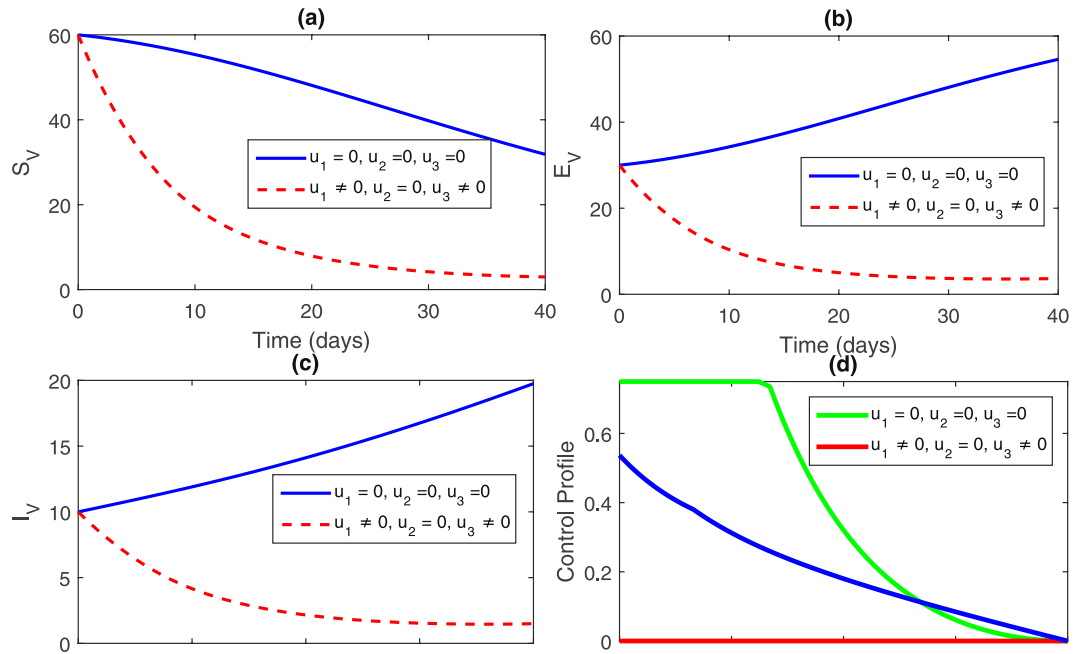 (a)
60
40
20
0
S_V
u_1 = 0, u_2 =0, u_3 =0
u_1 ≠ 0, u_2 = 0, u_3 ≠ 0
0 10 20 30 40
Time (days)
(b)
60
40
20
0
E_V
u_1 = 0, u_2 =0, u_3 =0
u_1 ≠ 0, u_2 = 0, u_3 ≠ 0
0 10 20 30 40
Time (days)
(c)
20
15
10
5
0
I_V
u_1 = 0, u_2 =0, u_3 =0
u_1 ≠ 0, u_2 = 0, u_3 ≠ 0
(d)
0.6
0.4
0.2
0
Control Profile
u_1 = 0, u_2 =0, u_3 =0
u_1 ≠ 0, u_2 = 0, u_3 ≠ 0